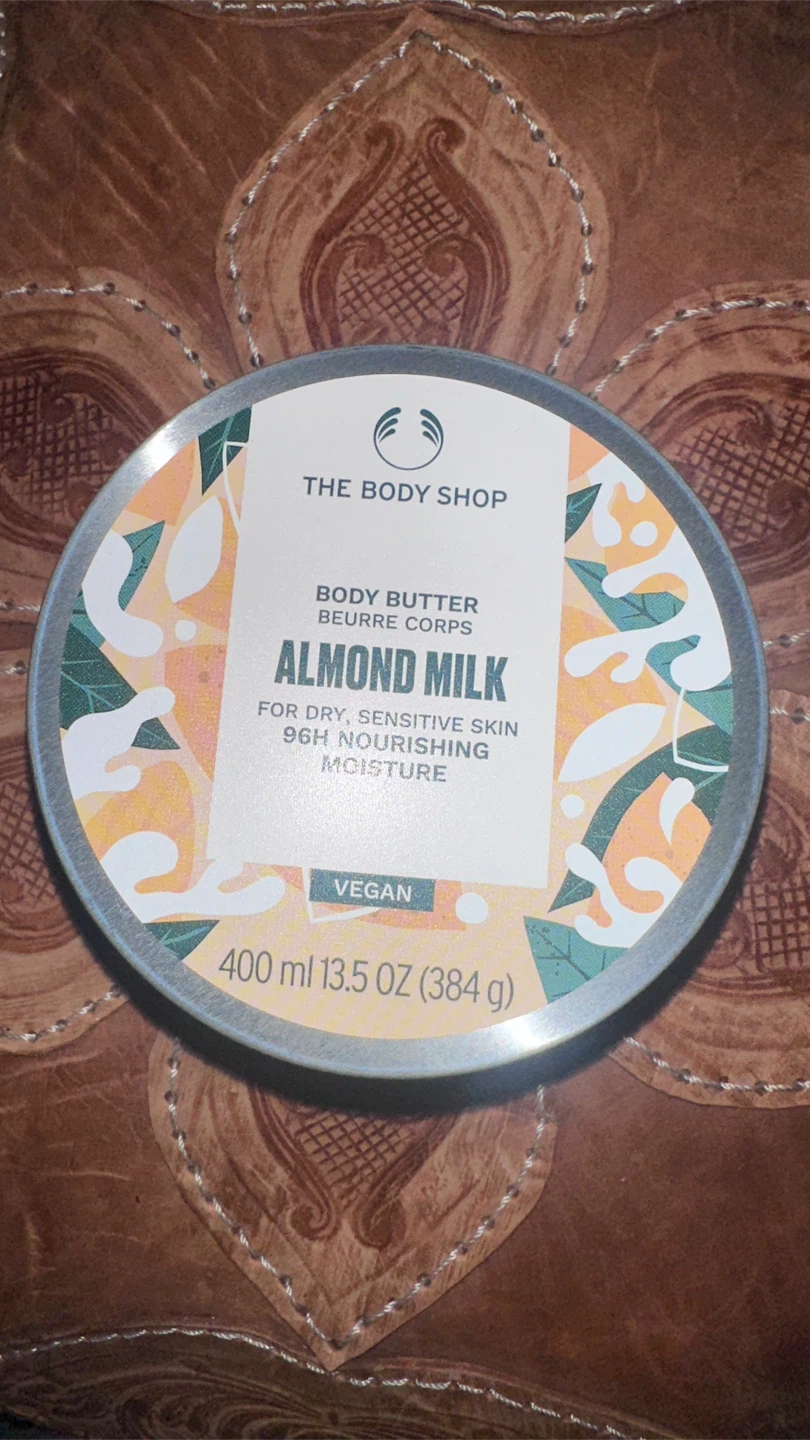 THE BODY SHOP
BODY BUTTER
BEURRE CORPS
ALMOND MILK
FOR DRY, SENSITIVE SKIN
96H NOURISHING
MOISTURE
VEGAN
400 ml 13.5 OZ (384 g)